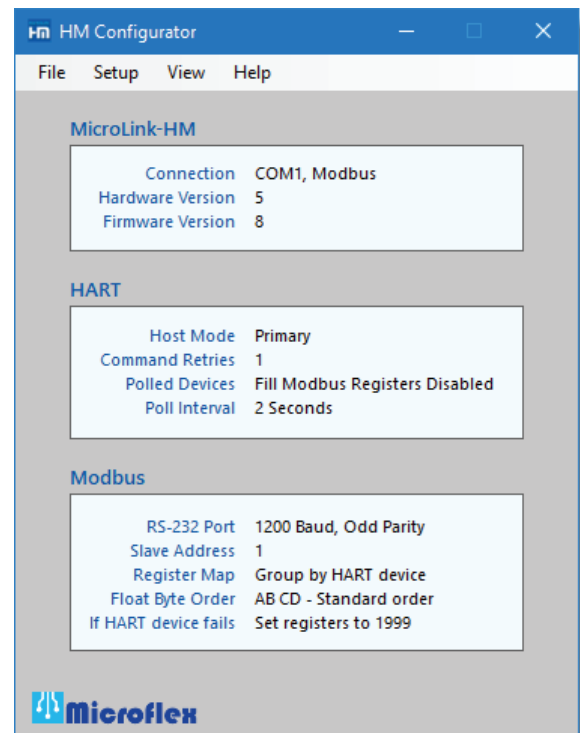 HM HM Configurator
File Setup View Help
MicroLink-HM
Connection COM1, Modbus
Hardware Version 5
Firmware Version 8
HART
Host Mode Primary
Command Retries 1
Polled Devices Fill Modbus Registers Disabled
Poll Interval 2 Seconds
Modbus
RS-232 Port 1200 Baud, Odd Parity
Slave Address 1
Register Map Group by HART device
Float Byte Order AB CD - Standard order
If HART device fails Set registers to 1999
Microflex